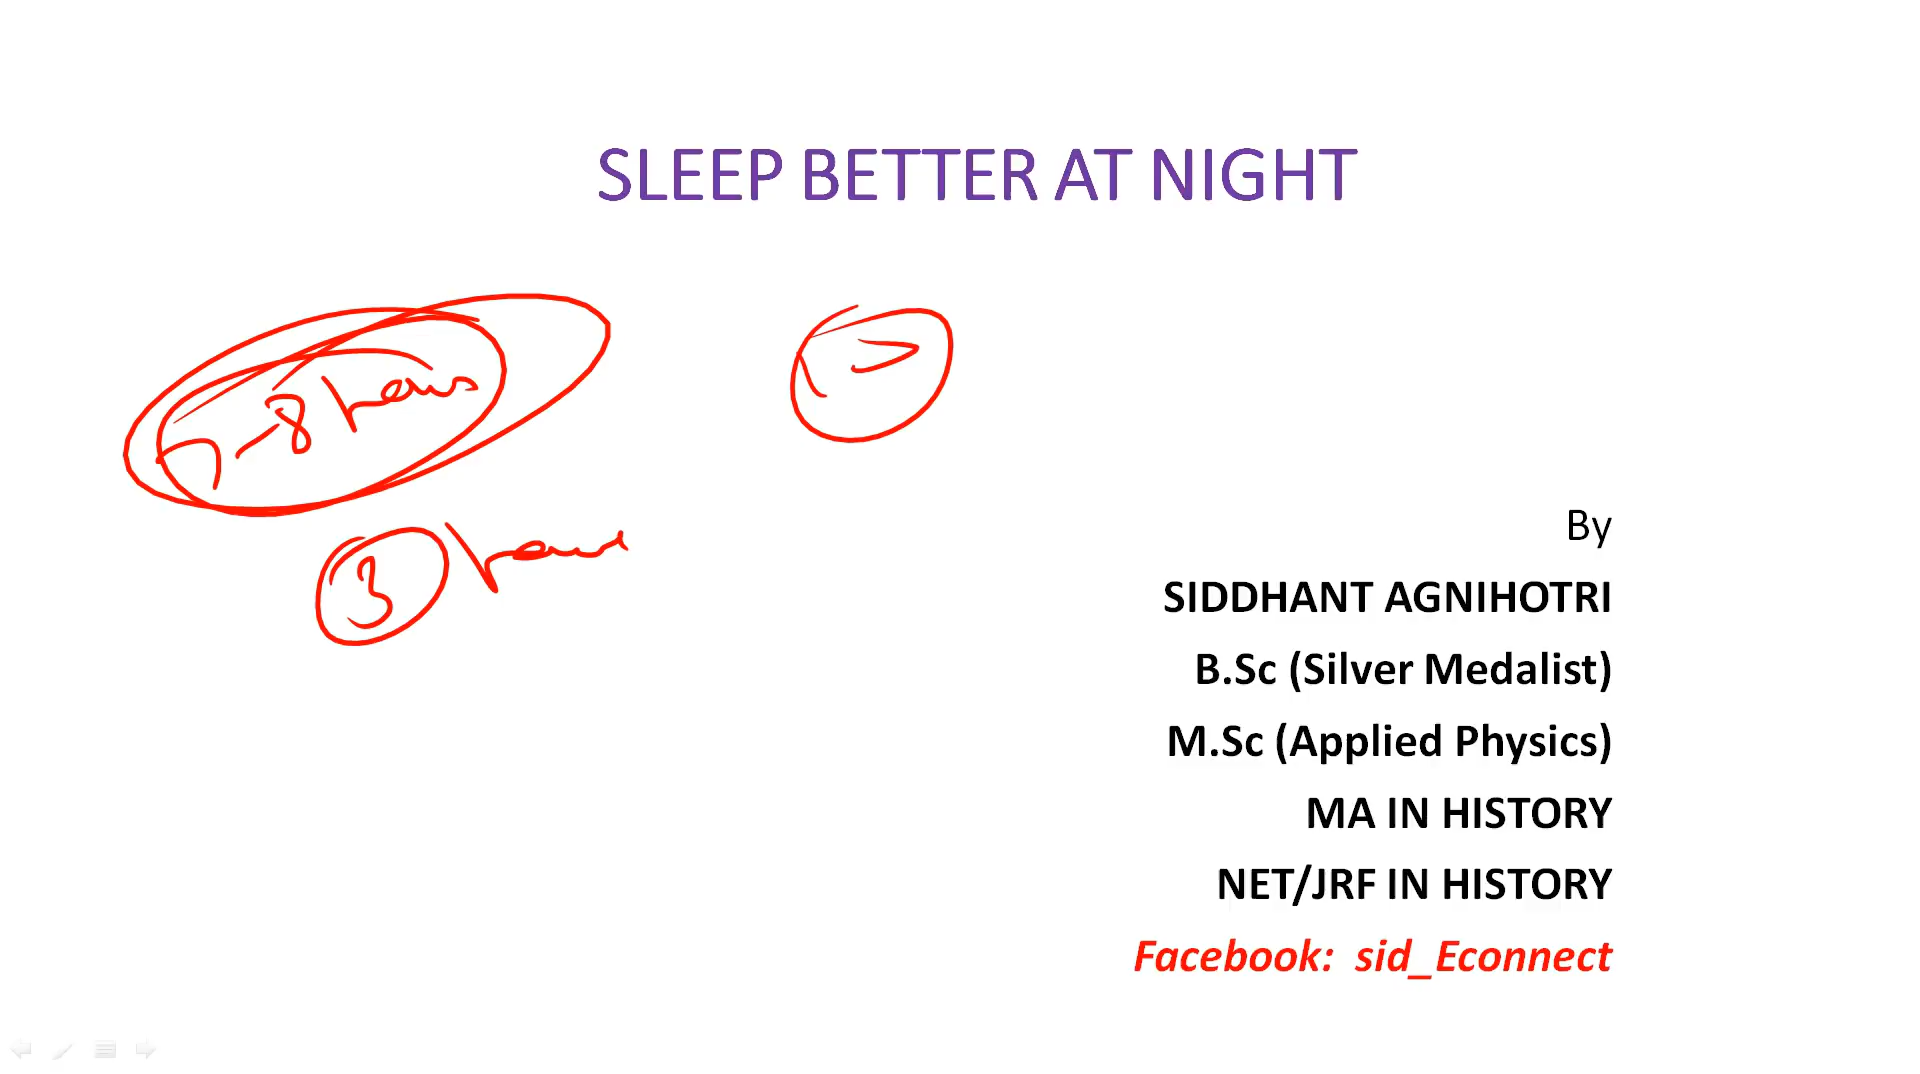 SLEEP BETTER AT NIGHT
7-8 hours
3 hours
By
SIDDHANT AGNIHOTRI
B.Sc (Silver Medalist)
M.Sc (Applied Physics)
MA IN HISTORY
NET/JRF IN HISTORY
Facebook: sid_Econnect